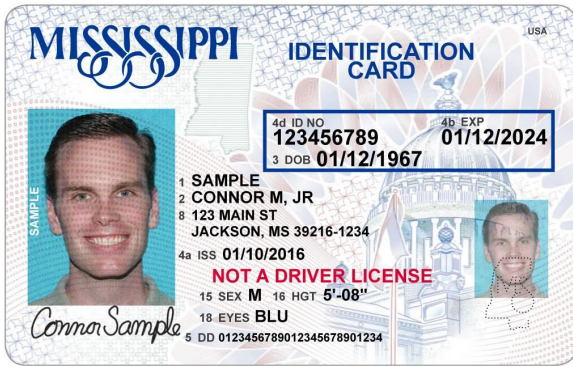 MISSISSIPPI
USA
IDENTIFICATION
CARD
4d ID NO 4b EXP
123456789 01/12/2024
3 DOB 01/12/1967
SAMPLE
1 SAMPLE
2 CONNOR M, JR
8 123 MAIN ST
JACKSON, MS 39216-1234
4a ISS 01/10/2016
NOT A DRIVER LICENSE
15 SEX M 16 HGT 5'-08"
18 EYES BLU
Connor Sample
5 DD 0123456789012345678901234